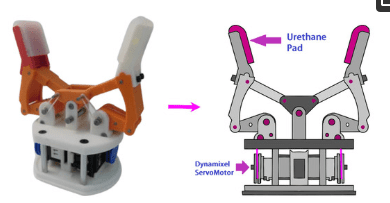 Urethane
Pad
Dynamixel
ServoMotor